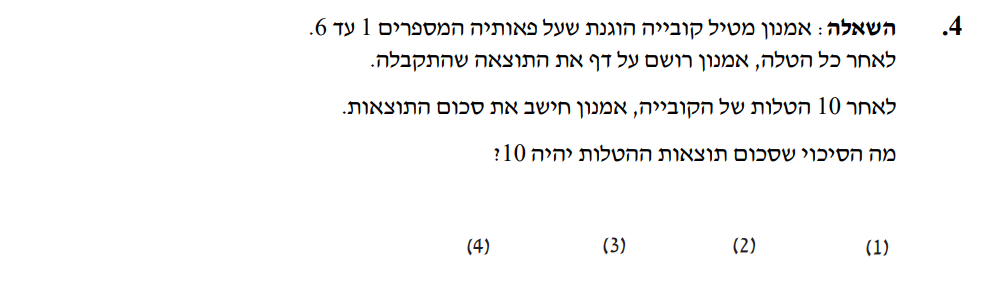 4. השאלה : אמנון מטיל קובייה הוגנת שעל פאותיה המספרים 1 עד 6.
לאחר כל הטלה, אמנון רושם על דף את התוצאה שהתקבלה.
לאחר 10 הטלות של הקובייה, אמנון חישב את סכום התוצאות.
מה הסיכוי שסכום תוצאות ההטלות יהיה 10?
(1) (2) (3) (4)